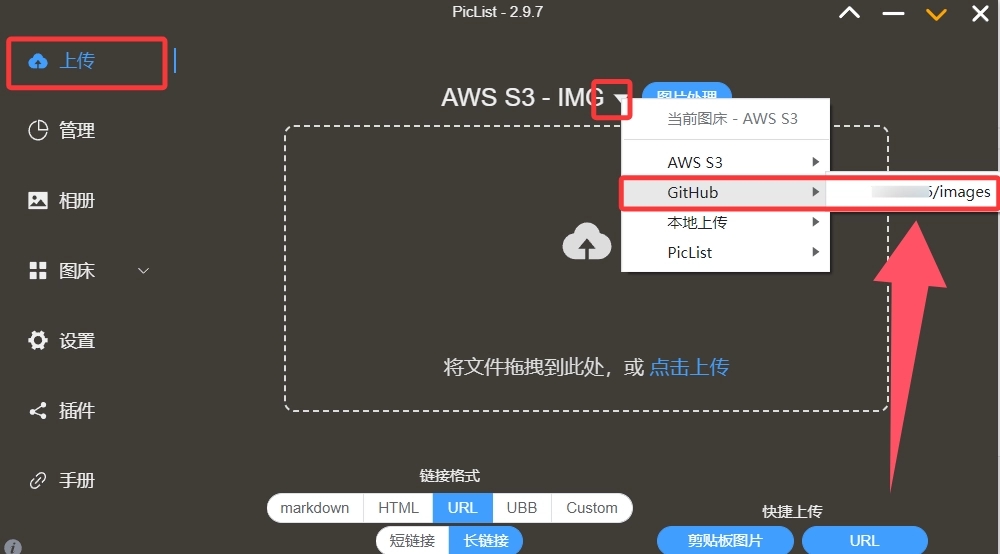 PicList - 2.9.7
上传
管理
相册
图床
设置
插件
手册
AWS S3 - IMG
图片处理
当前图床 - AWS S3
AWS S3
GitHub
/images
本地上传
PicList
将文件拖拽到此处，或 点击上传
链接格式
markdown HTML URL UBB Custom
短链接 长链接
快捷上传
剪贴板图片 URL